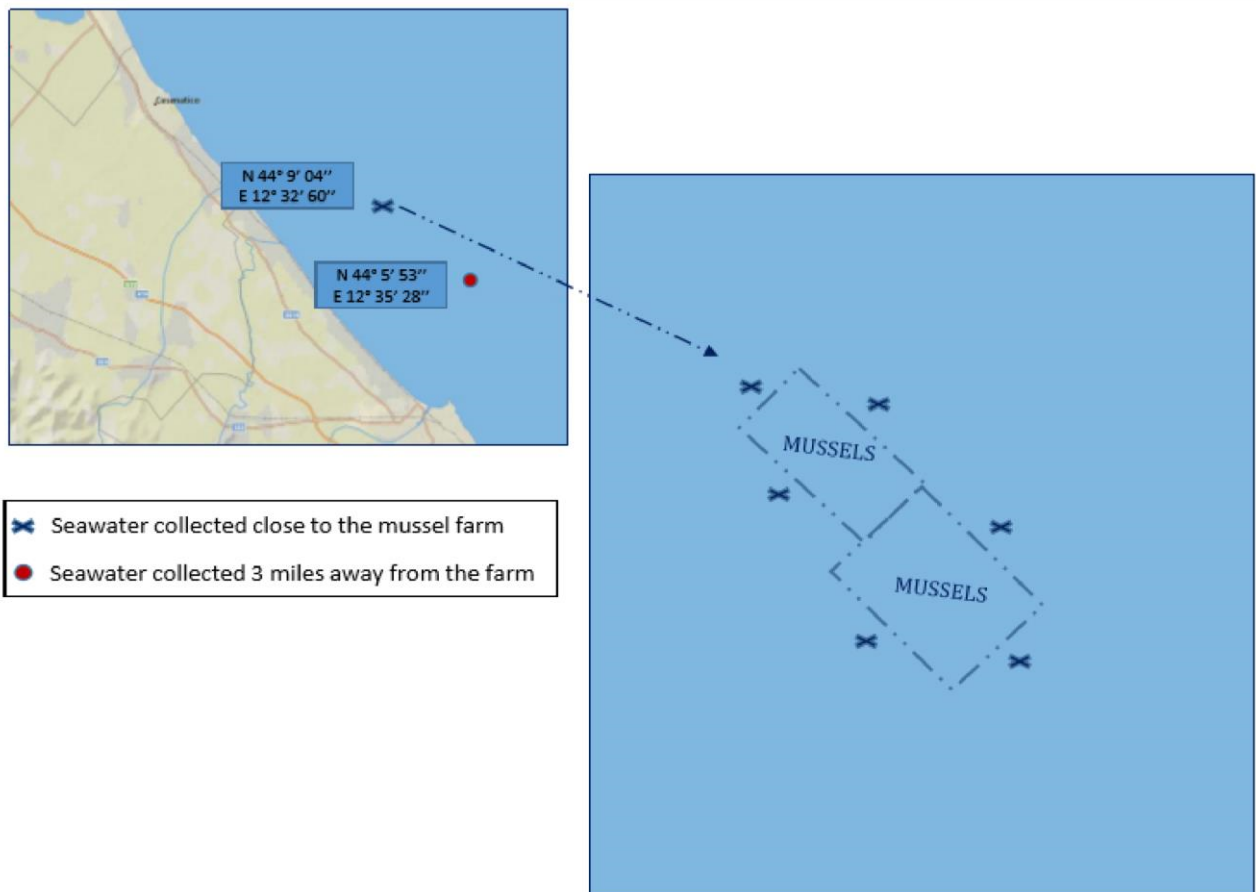 Cesenatico
N 44° 9′ 04″
E 12° 32′ 60″
N 44° 5′ 53″
E 12° 35′ 28″
MUSSELS
MUSSELS
Seawater collected close to the mussel farm
Seawater collected 3 miles away from the farm